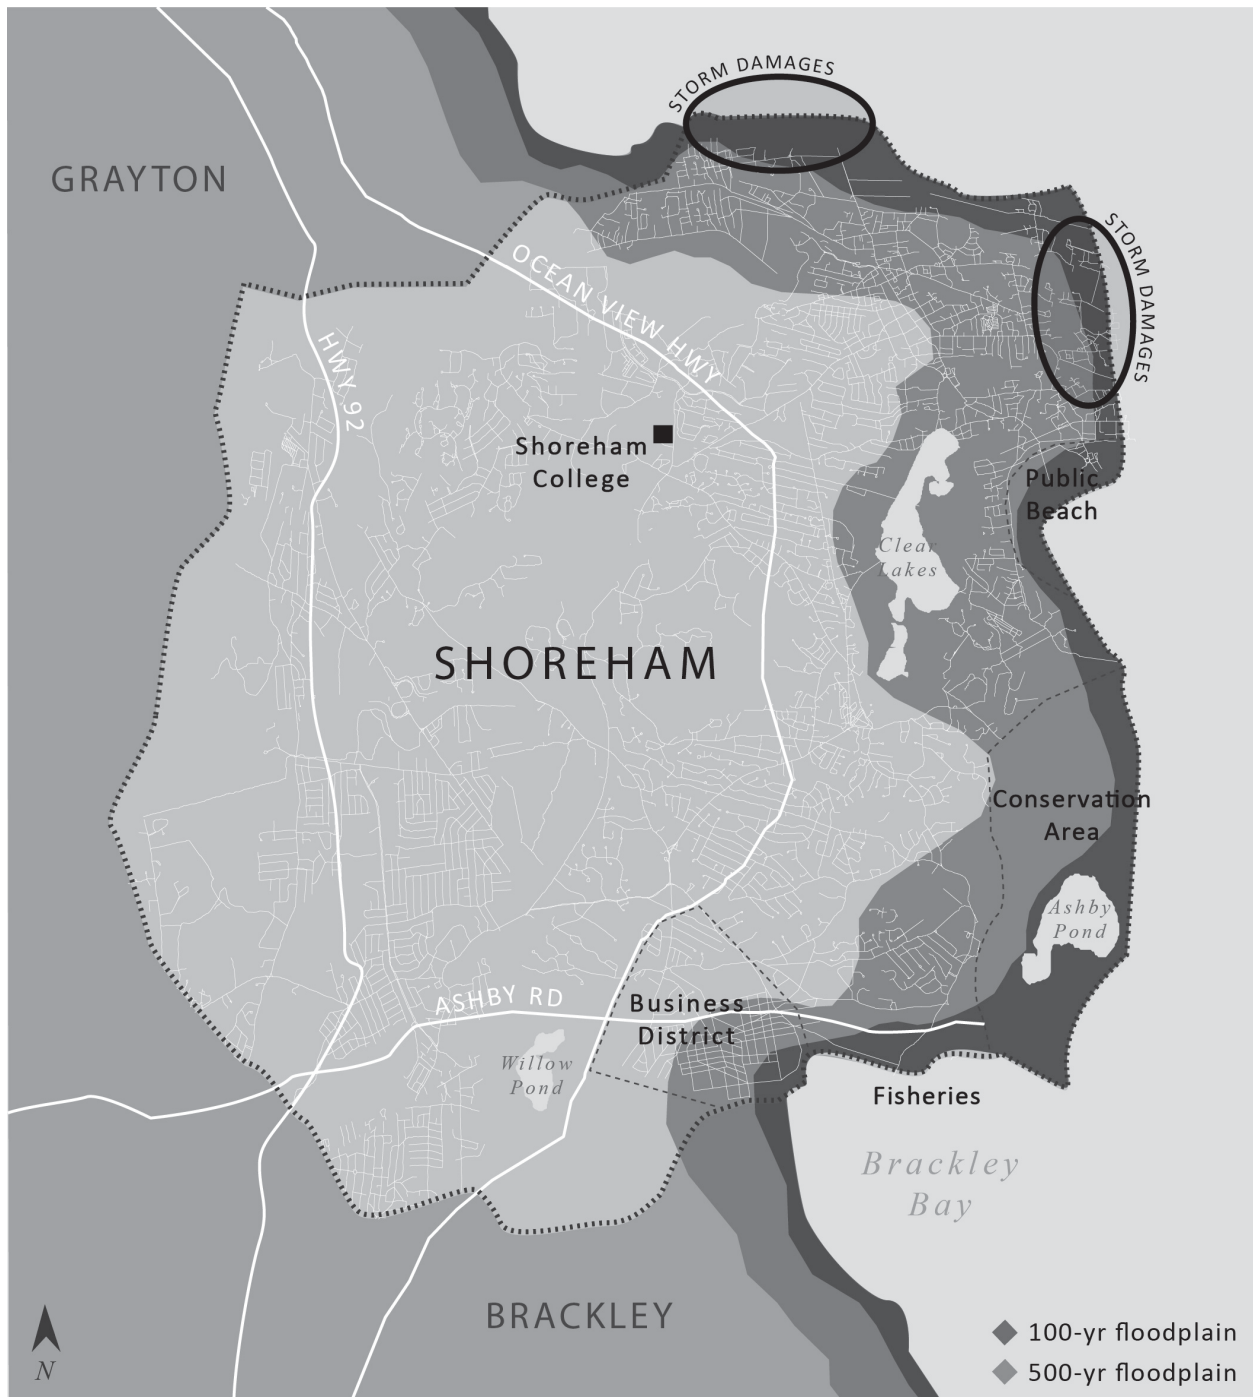 STORM DAMAGES
GRAYTON
STORM DAMAGES
OCEAN VIEW HWY
HWY 92
Shoreham
College
Public
Beach
Clear
Lakes
SHOREHAM
Conservation
Area
Ashby
Pond
ASHBY RD
Business
District
Willow
Pond
Fisheries
Brackley
Bay
BRACKLEY
N
100-yr floodplain
500-yr floodplain